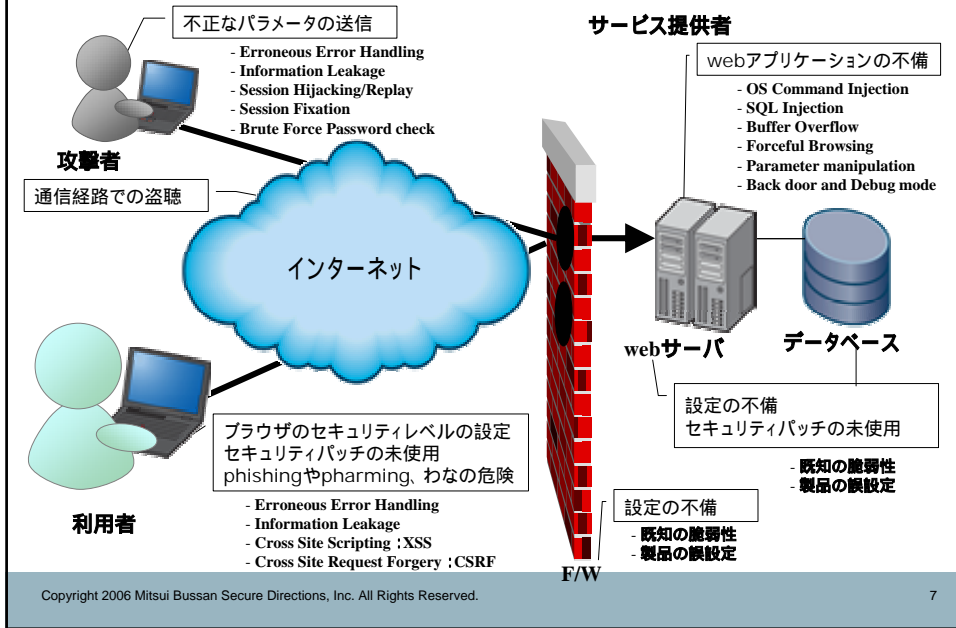 不正なパラメータの送信
- Erroneous Error Handling
- Information Leakage
- Session Hijacking/Replay
- Session Fixation
- Brute Force Password check
攻撃者
通信経路での盗聴
インターネット
サービス提供者
webアプリケーションの不備
- OS Command Injection
- SQL Injection
- Buffer Overflow
- Forceful Browsing
- Parameter manipulation
- Back door and Debug mode
webサーバ
データベース
設定の不備
セキュリティパッチの未使用
- 既知の脆弱性
- 製品の誤設定
ブラウザのセキュリティレベルの設定
セキュリティパッチの未使用
phishingやpharming、わなの危険
- Erroneous Error Handling
- Information Leakage
- Cross Site Scripting :XSS
- Cross Site Request Forgery :CSRF
利用者
設定の不備
- 既知の脆弱性
- 製品の誤設定
F/W
Copyright 2006 Mitsui Bussan Secure Directions, Inc. All Rights Reserved.
7